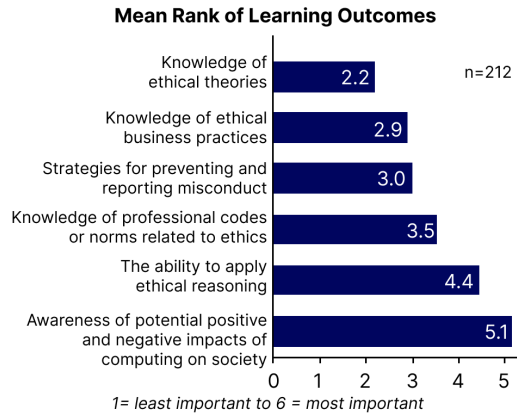 Mean Rank of Learning Outcomes
n=212
Knowledge of
ethical theories
2.2
Knowledge of ethical
business practices
2.9
Strategies for preventing and
reporting misconduct
3.0
Knowledge of professional codes
or norms related to ethics
3.5
The ability to apply
ethical reasoning
4.4
Awareness of potential positive
and negative impacts of
computing on society
5.1
0 1 2 3 4 5
1= least important to 6 = most important